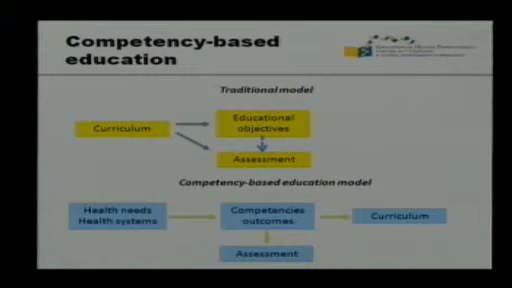 Competency-based
education
Traditional model
Curriculum
Educational
objectives
Assessment
Competency-based education model
Health needs
Health systems
Competencies
outcomes
Curriculum
Assessment